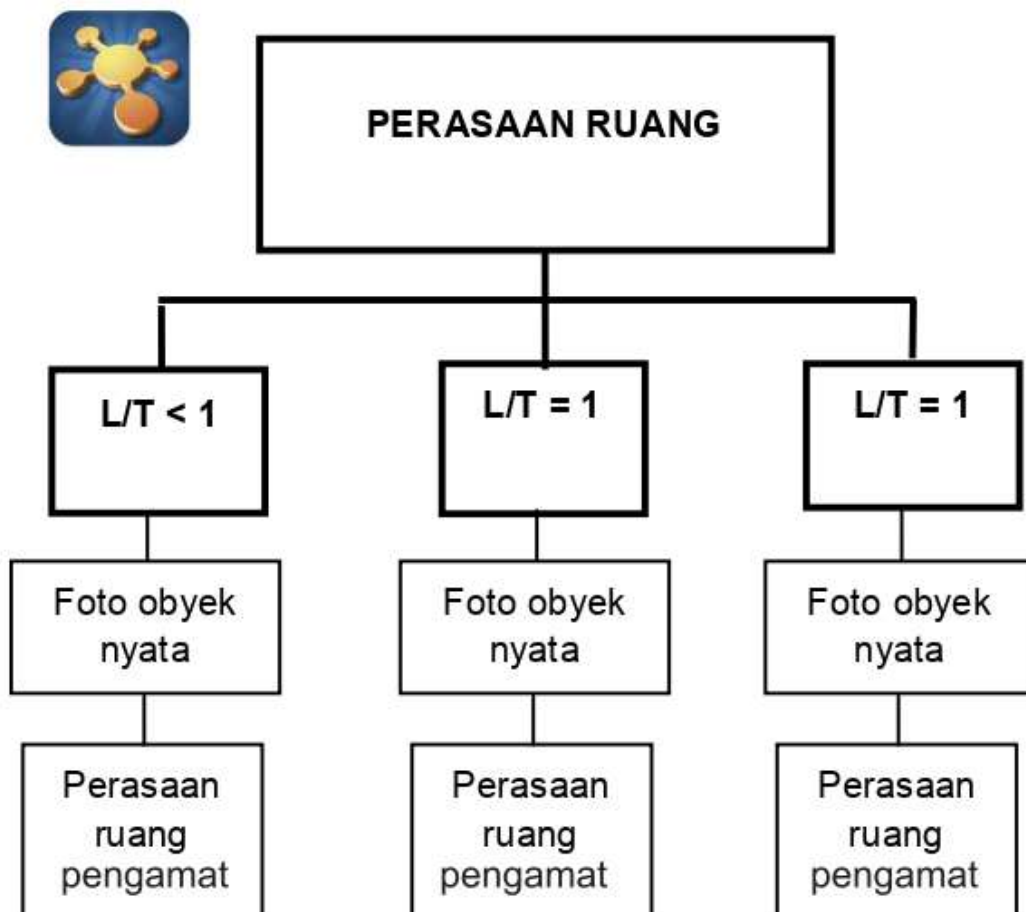 PERASAAN RUANG
L/T < 1
L/T = 1
L/T = 1
Foto obyek
nyata
Foto obyek
nyata
Foto obyek
nyata
Perasaan
ruang
pengamat
Perasaan
ruang
pengamat
Perasaan
ruang
pengamat